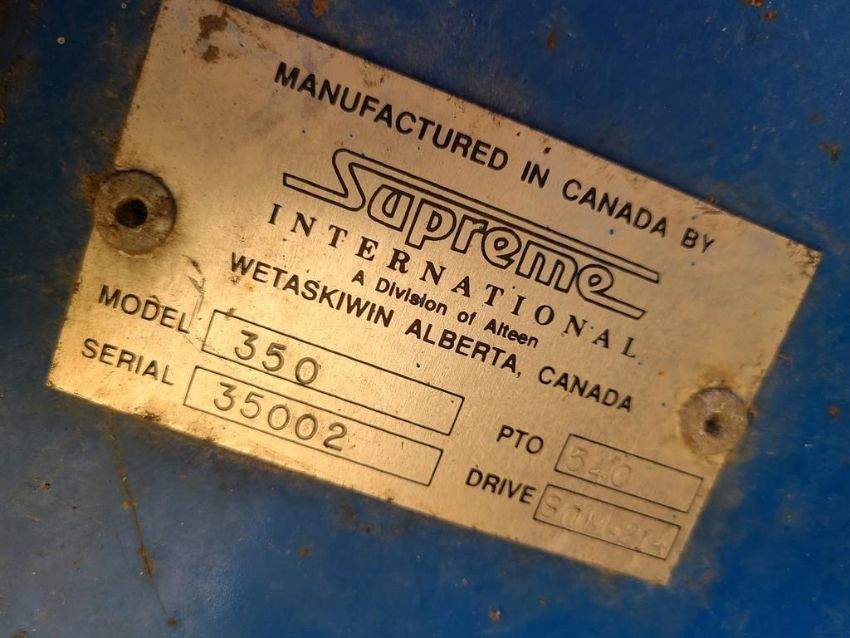 MANUFACTURED IN CANADA BY
Supreme
INTERNATIONAL
A Division of Alteen
WETASKIWIN ALBERTA, CANADA
MODEL 350
SERIAL 35002
PTO 540
DRIVE